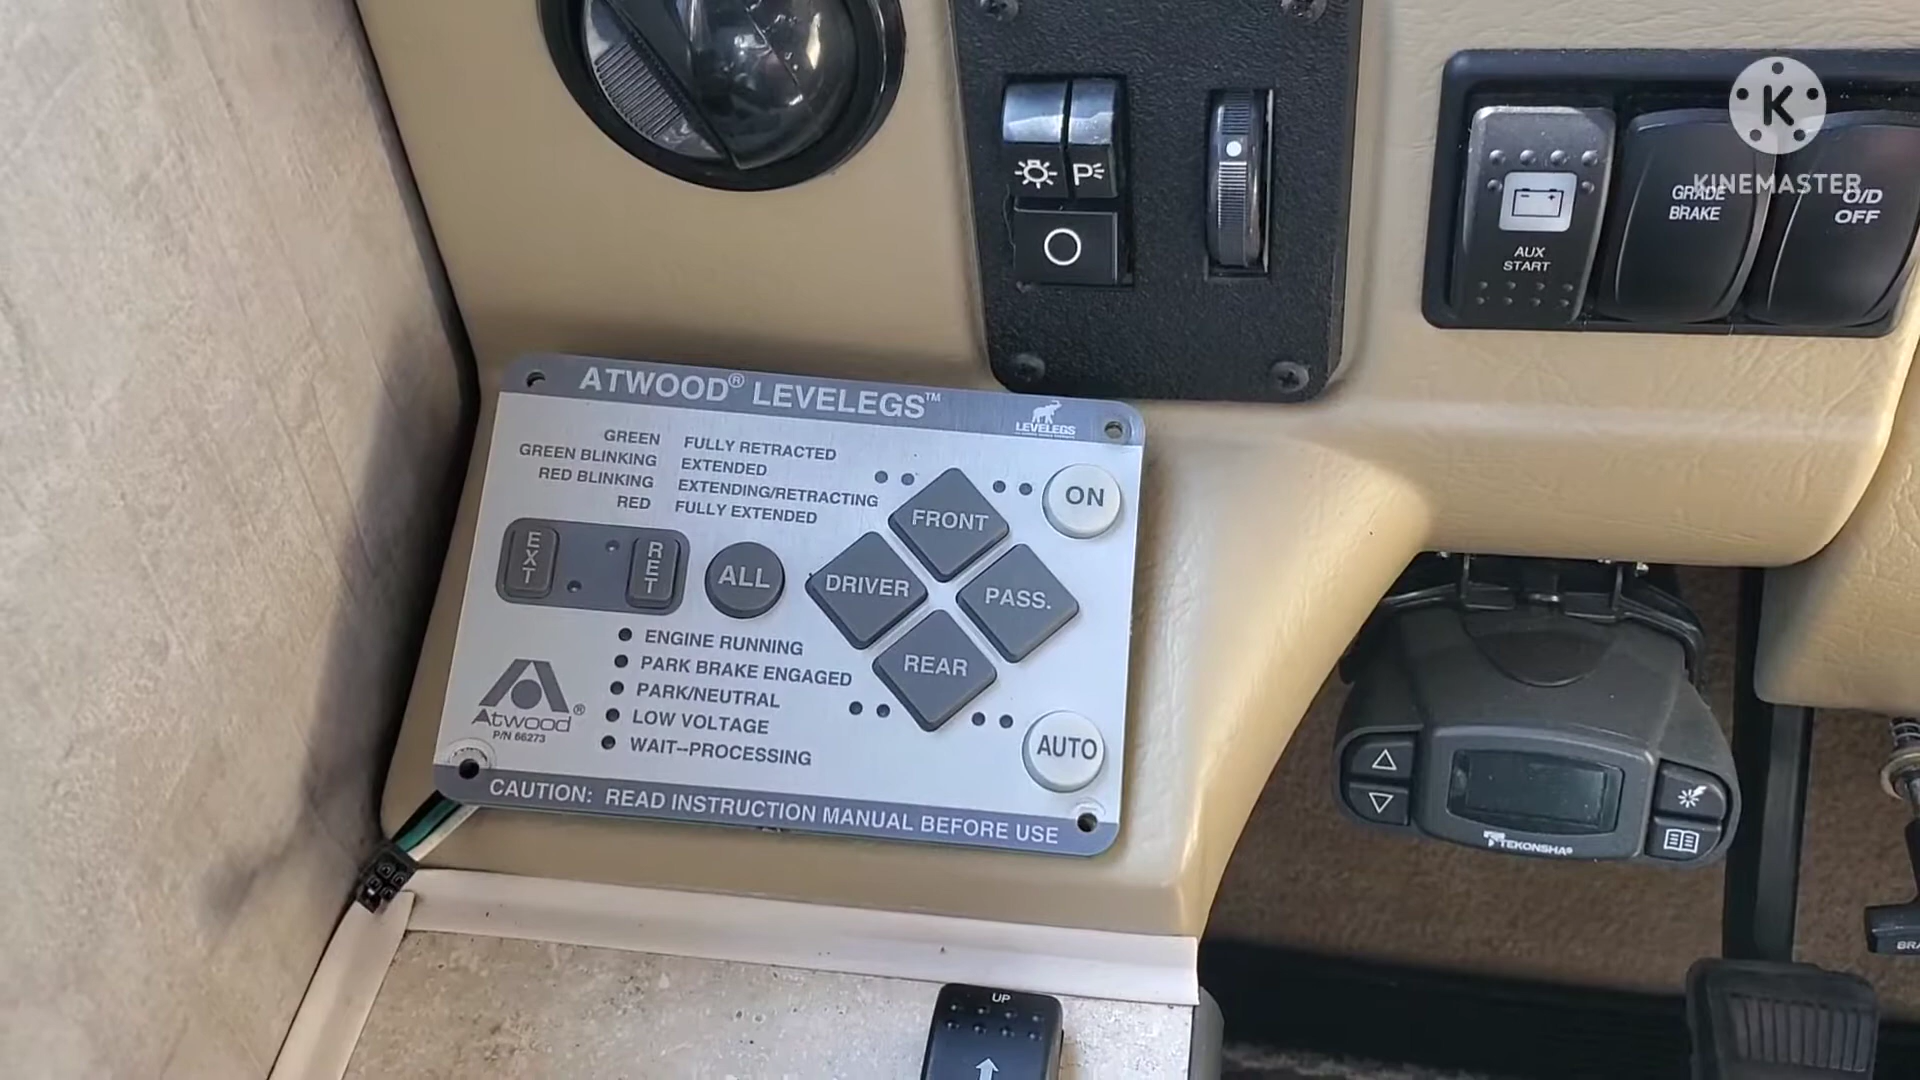 KINEMASTER
P
AUX
START
GRADE
BRAKE
O/D
OFF
ATWOOD® LEVELEGS™
LEVELEGS
GREEN FULLY RETRACTED
GREEN BLINKING EXTENDED
RED BLINKING EXTENDING/RETRACTING
RED FULLY EXTENDED
EXT
RET
ALL
FRONT
DRIVER
PASS.
REAR
ON
AUTO
ENGINE RUNNING
PARK BRAKE ENGAGED
PARK/NEUTRAL
LOW VOLTAGE
WAIT--PROCESSING
Atwood®
P/N 66273
CAUTION: READ INSTRUCTION MANUAL BEFORE USE
TEKONSHA®
UP
BRA